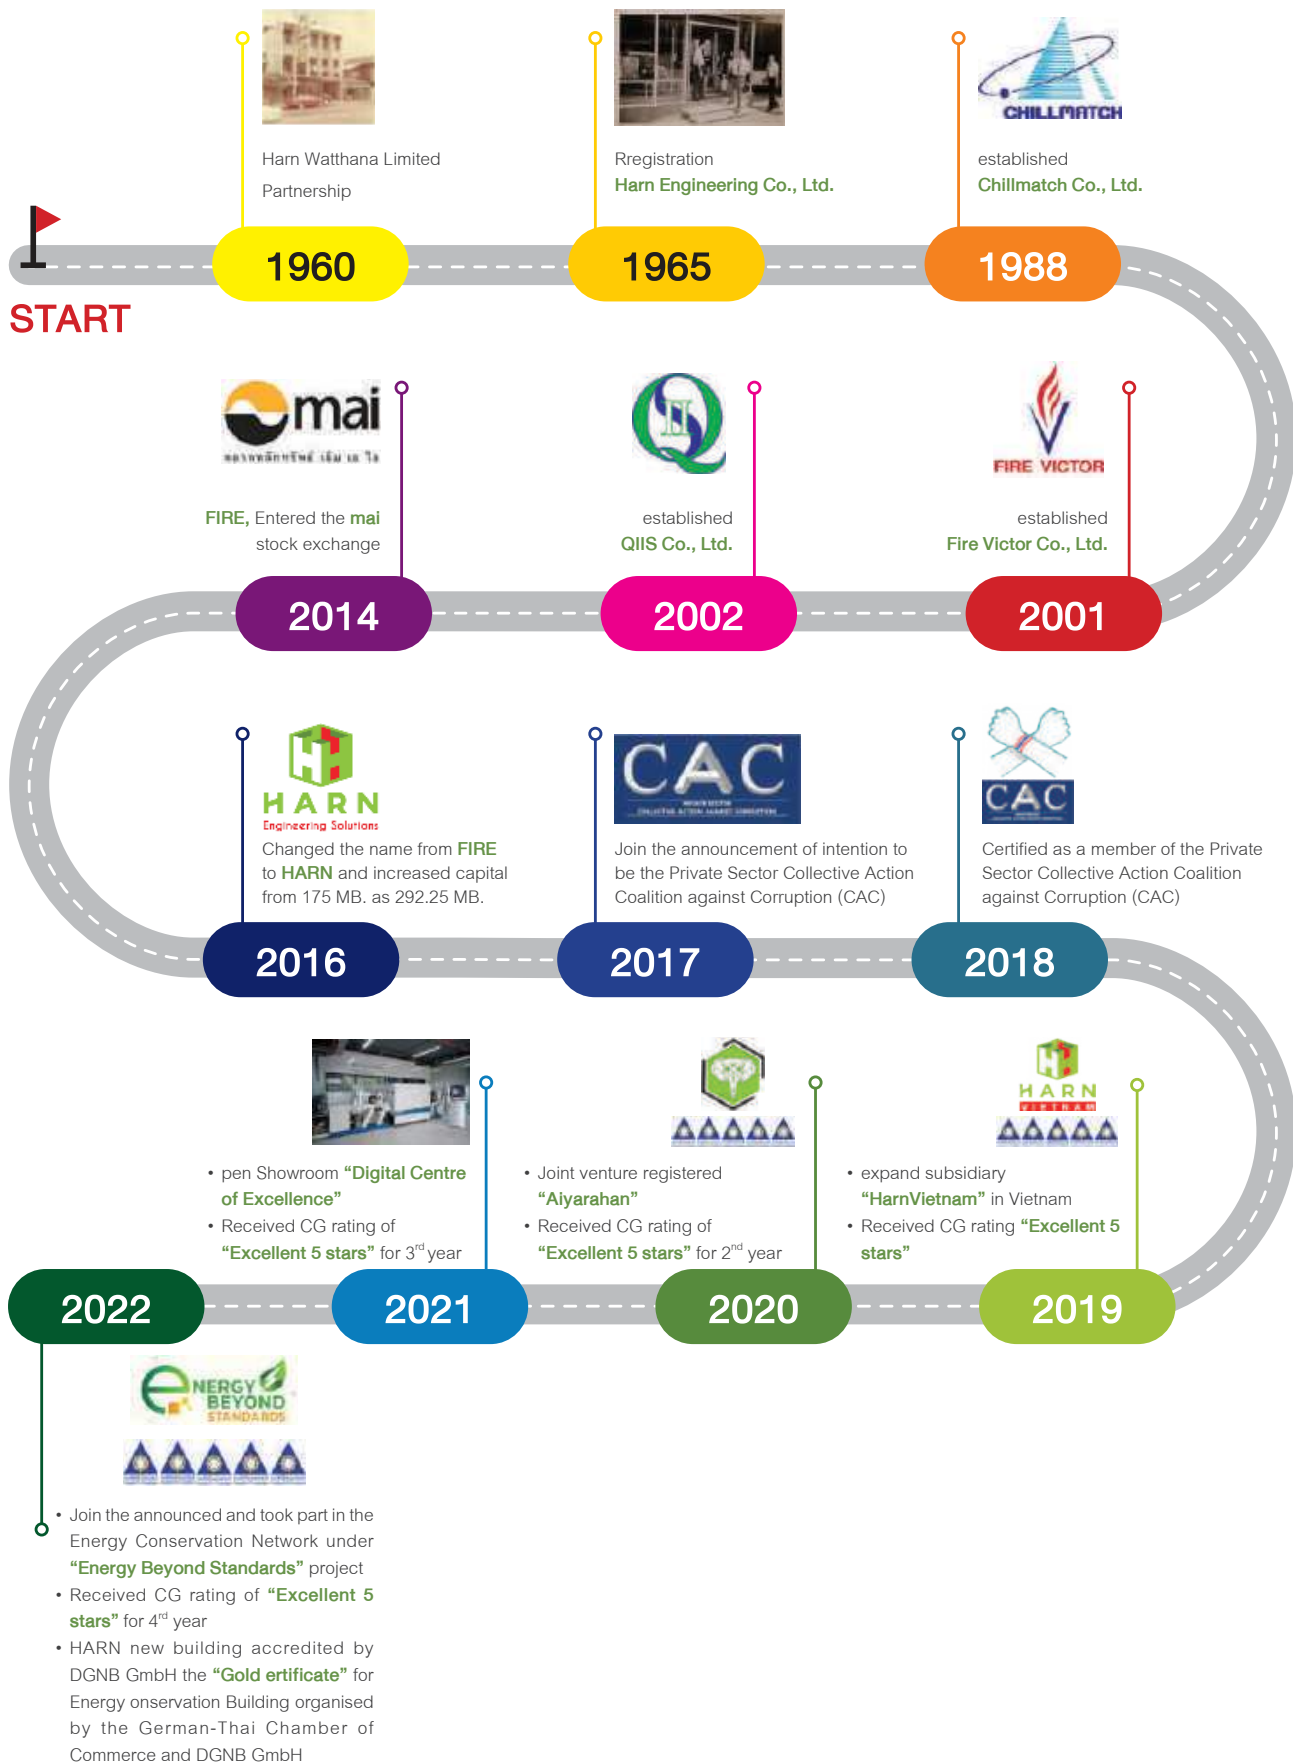 Harn Watthana Limited
Partnership
Rregistration
Harn Engineering Co., Ltd.
CHILLMATCH
established
Chillmatch Co., Ltd.
START
1960
1965
1988
mai
FIRE, Entered the mai
stock exchange
QIIS
established
QIIS Co., Ltd.
FIRE VICTOR
established
Fire Victor Co., Ltd.
2014
2002
2001
HARN
Engineering Solutions
Changed the name from FIRE
to HARN and increased capital
from 175 MB. as 292.25 MB.
CAC
Join the announcement of intention to
be the Private Sector Collective Action
Coalition against Corruption (CAC)
CAC
Certified as a member of the Private
Sector Collective Action Coalition
against Corruption (CAC)
2016
2017
2018
• pen Showroom “Digital Centre
of Excellence”
• Received CG rating of
“Excellent 5 stars” for 3rd year
• Joint venture registered
“Aiyarahan”
• Received CG rating of
“Excellent 5 stars” for 2nd year
HARN
VIETNAM
• expand subsidiary
“HarnVietnam” in Vietnam
• Received CG rating “Excellent 5
stars”
2022
2021
2020
2019
ENERGY
BEYOND
STANDARDS
• Join the announced and took part in the
Energy Conservation Network under
“Energy Beyond Standards” project
• Received CG rating of “Excellent 5
stars” for 4rd year
• HARN new building accredited by
DGNB GmbH the “Gold ertificate” for
Energy onservation Building organised
by the German-Thai Chamber of
Commerce and DGNB GmbH